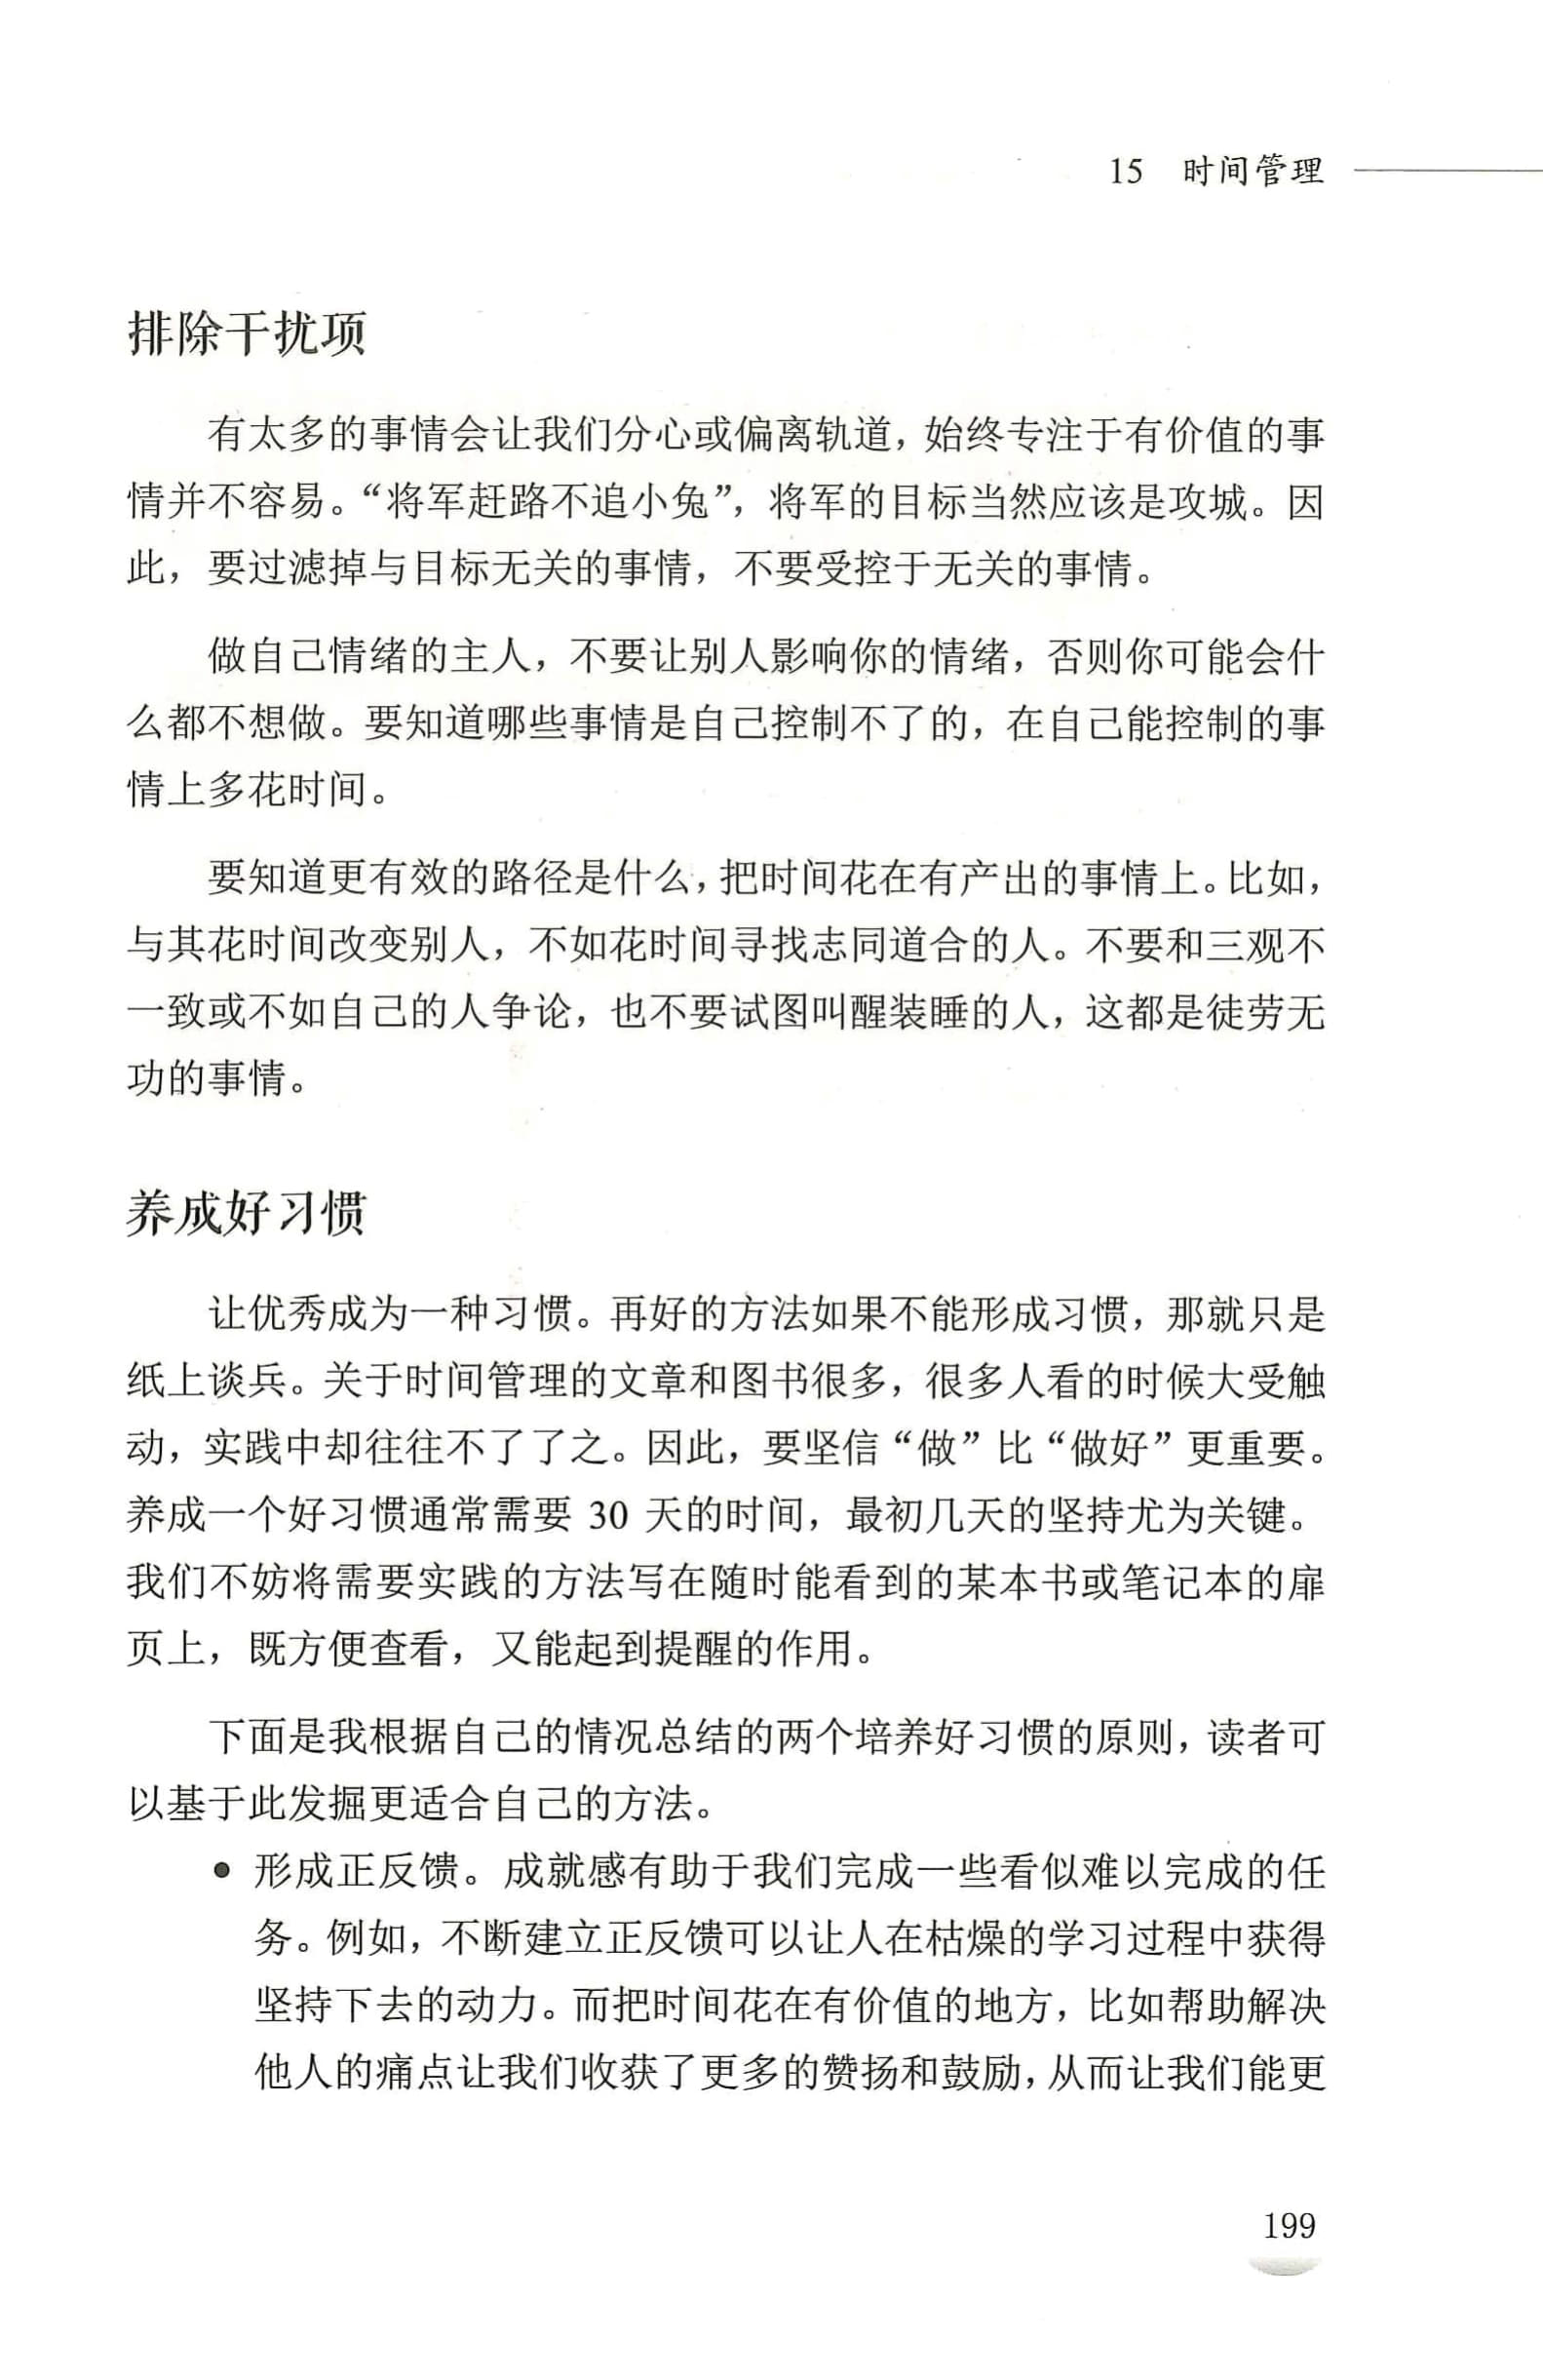 15 时间管理
排除干扰项
有太多的事情会让我们分心或偏离轨道，始终专注于有价值的事
情并不容易。“将军赶路不追小兔”，将军的目标当然应该是攻城。因
此，要过滤掉与目标无关的事情，不要受控于无关的事情。
做自己情绪的主人，不要让别人影响你的情绪，否则你可能会什
么都不想做。要知道哪些事情是自己控制不了的，在自己能控制的事
情上多花时间。
要知道更有效的路径是什么，把时间花在有产出的事情上。比如，
与其花时间改变别人，不如花时间寻找志同道合的人。不要和三观不
一致或不如自己的人争论，也不要试图叫醒装睡的人，这都是徒劳无
功的事情。
养成好习惯
让优秀成为一种习惯。再好的方法如果不能形成习惯，那就只是
纸上谈兵。关于时间管理的文章和图书很多，很多人看的时候大受触
动，实践中却往往不了了之。因此，要坚信“做”比“做好”更重要。
养成一个好习惯通常需要 30 天的时间，最初几天的坚持尤为关键。
我们不妨将需要实践的方法写在随时能看到的某本书或笔记本的扉
页上，既方便查看，又能起到提醒的作用。
下面是我根据自己的情况总结的两个培养好习惯的原则，读者可
以基于此发掘更适合自己的方法。
● 形成正反馈。成就感有助于我们完成一些看似难以完成的任
务。例如，不断建立正反馈可以让人在枯燥的学习过程中获得
坚持下去的动力。而把时间花在有价值的地方，比如帮助解决
他人的痛点让我们收获了更多的赞扬和鼓励，从而让我们能更
199